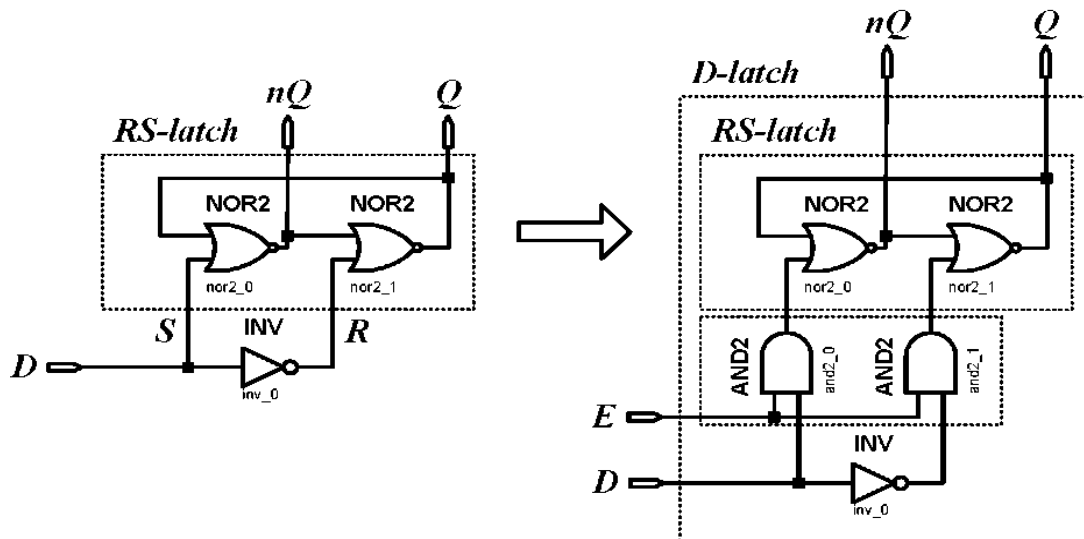 nQ
Q
RS-latch
NOR2
NOR2
nor2_0
nor2_1
S
INV
R
D
inv_0
nQ
Q
D-latch
RS-latch
NOR2
NOR2
nor2_0
nor2_1
AND2
and2_0
AND2
and2_1
E
INV
D
inv_0